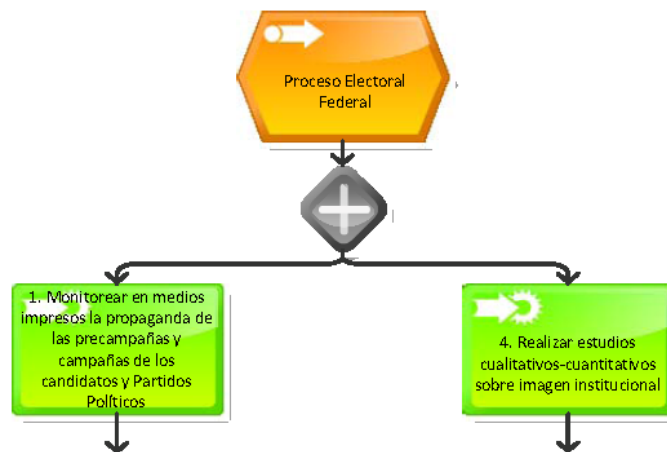 Proceso Electoral
Federal
1. Monitorear en medios
impresos la propaganda de
las precampañas y
campañas de los
candidatos y Partidos
Políticos
4. Realizar estudios
cualitativos-cuantitativos
sobre imagen institucional